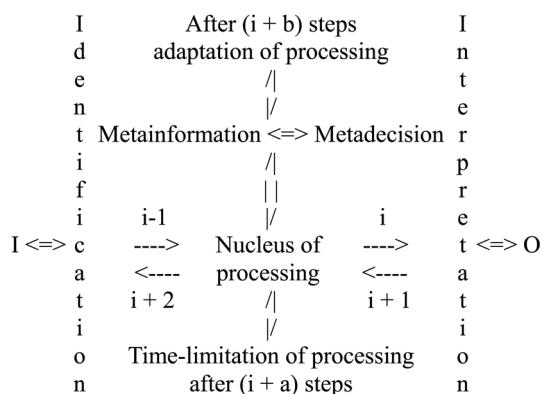 I After (i + b) steps I
d adaptation of processing n
e /| t
n |/ e
t Metainformation <=> Metadecision r
i /| p
f | | r
i i-1 |/ i e
I <=> c ----> Nucleus of ----> t <=> O
a <---- processing <---- a
t i + 2 /| i + 1 t
i |/ i
o Time-limitation of processing o
n after (i + a) steps n